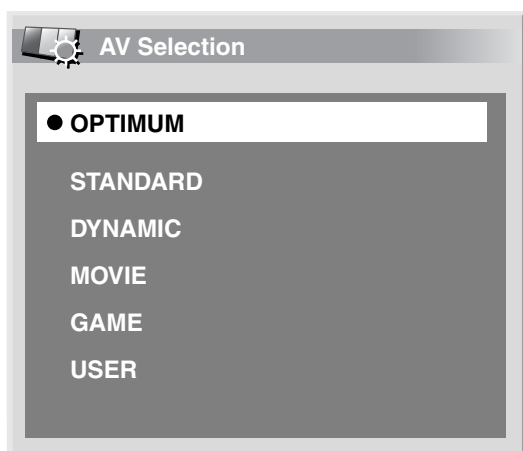 AV Selection
OPTIMUM
STANDARD
DYNAMIC
MOVIE
GAME
USER